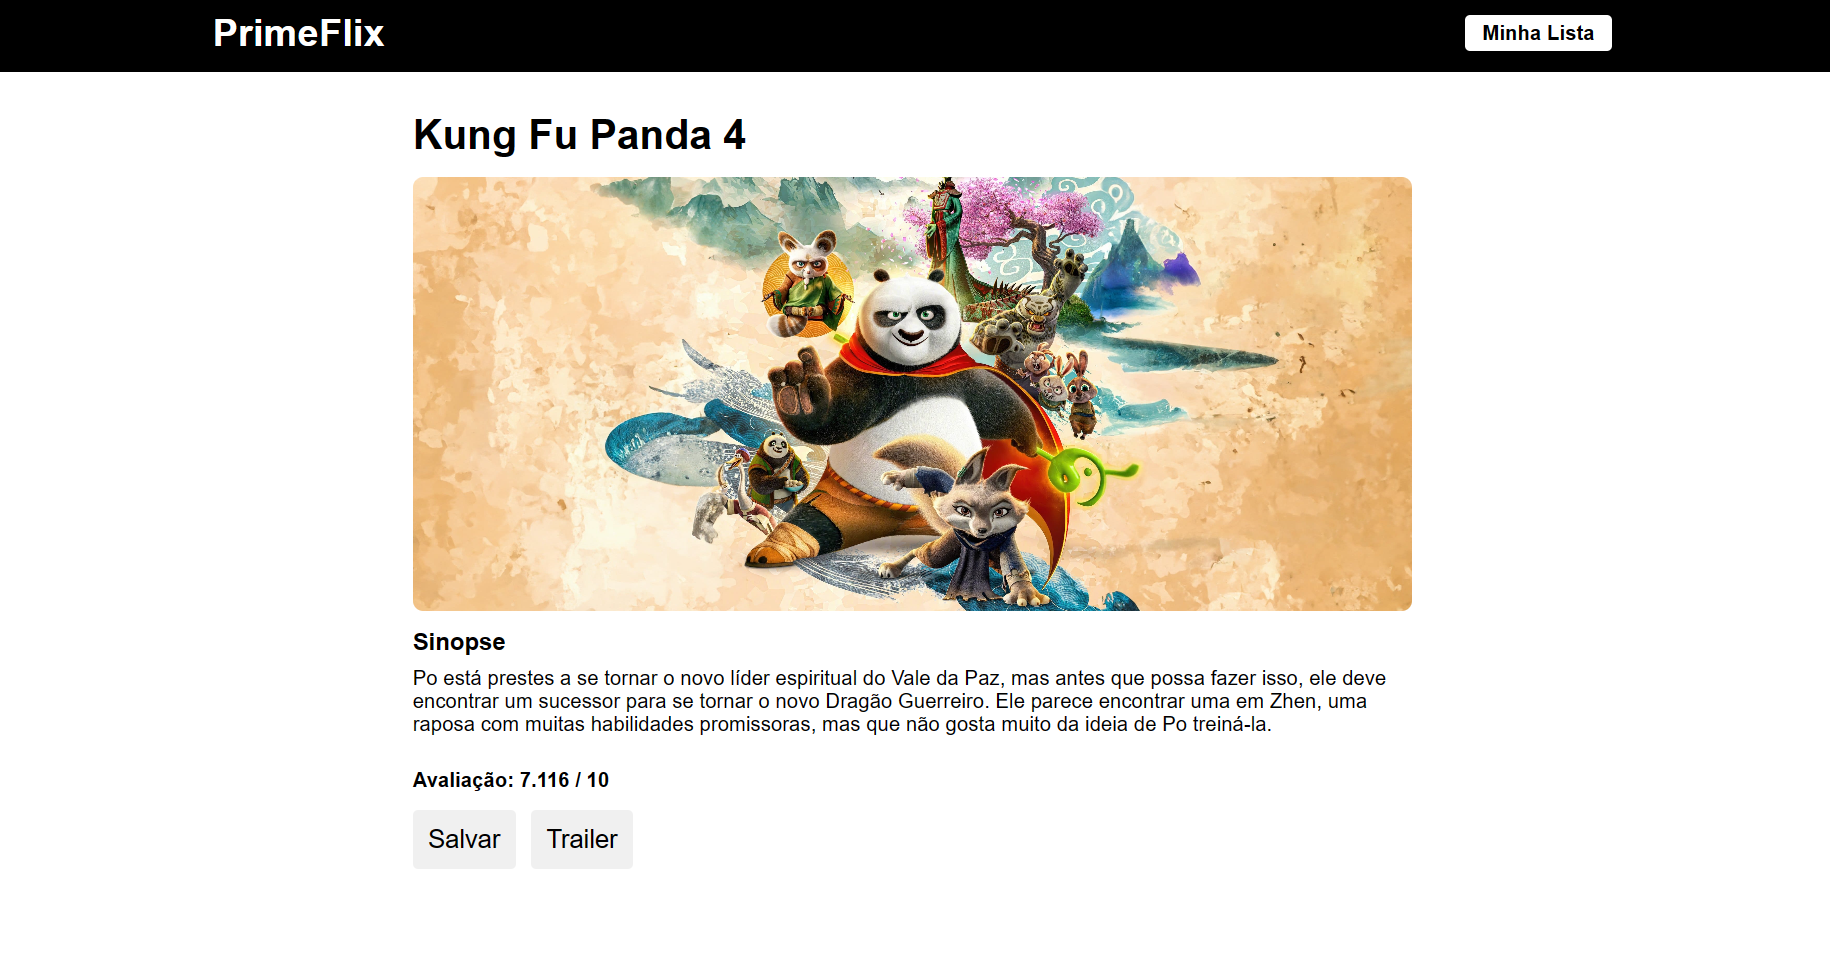 PrimeFlix
Minha Lista
Kung Fu Panda 4
Sinopse
Po está prestes a se tornar o novo líder espiritual do Vale da Paz, mas antes que possa fazer isso, ele deve
encontrar um sucessor para se tornar o novo Dragão Guerreiro. Ele parece encontrar uma em Zhen, uma
raposa com muitas habilidades promissoras, mas que não gosta muito da ideia de Po treiná-la.
Avaliação: 7.116 / 10
Salvar
Trailer